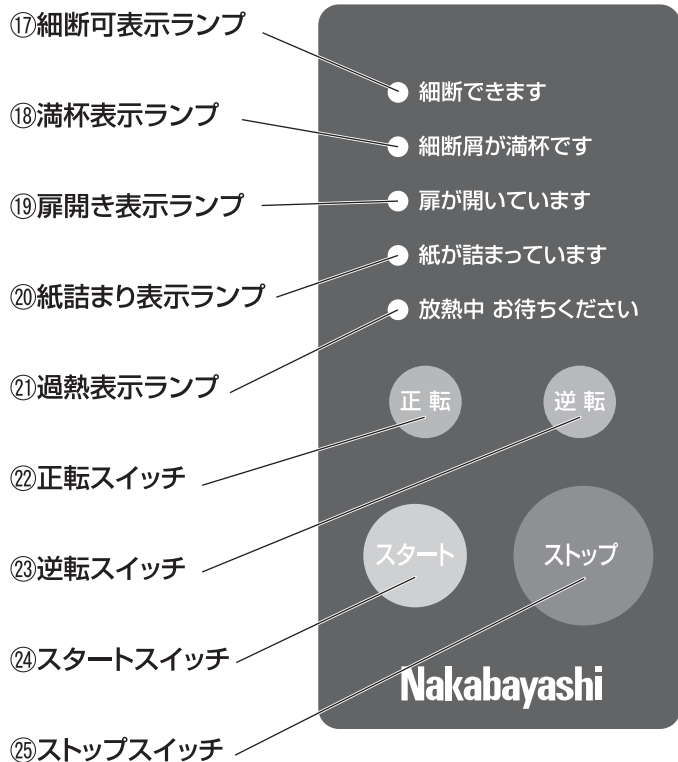 ⑰細断可表示ランプ
⑱満杯表示ランプ
⑲扉開き表示ランプ
⑳紙詰まり表示ランプ
㉑過熱表示ランプ
㉒正転スイッチ
㉓逆転スイッチ
㉔スタートスイッチ
㉕ストップスイッチ
細断できます
細断屑が満杯です
扉が開いています
紙が詰まっています
放熱中 お待ちください
正 転
逆 転
スタート
ストップ
Nakabayashi